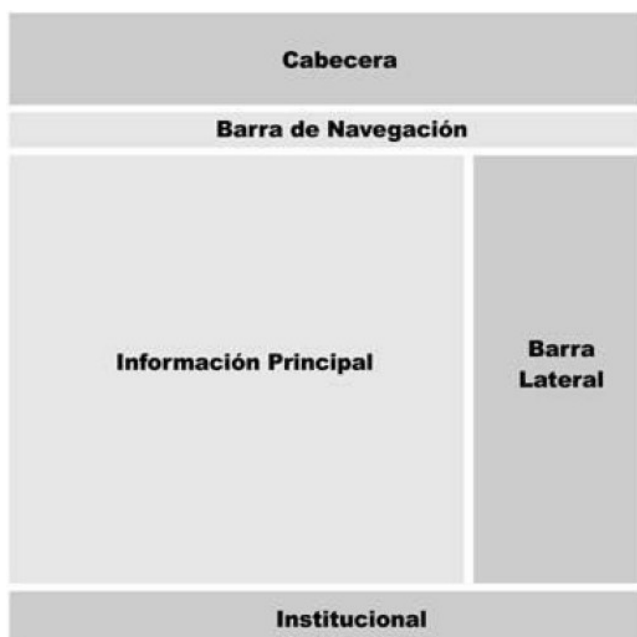 Cabecera
Barra de Navegación
Información Principal
Barra
Lateral
Institucional